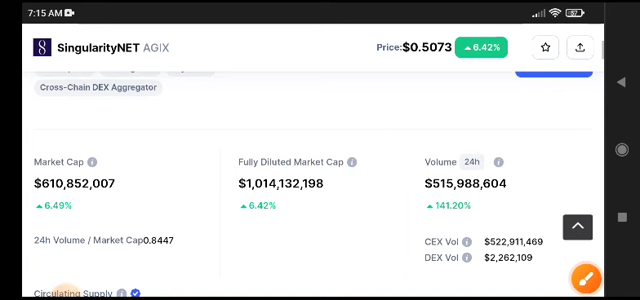 7:15 AM
57
SingularityNET AGIX
Price:$0.5073 6.42%
Cross-Chain DEX Aggregator
Market Cap
Fully Diluted Market Cap
Volume 24h
$610,852,007
$1,014,132,198
$515,988,604
6.49%
6.42%
141.20%
24h Volume / Market Cap0.8447
CEX Vol $522,911,469
DEX Vol $2,262,109
Circulating Supply